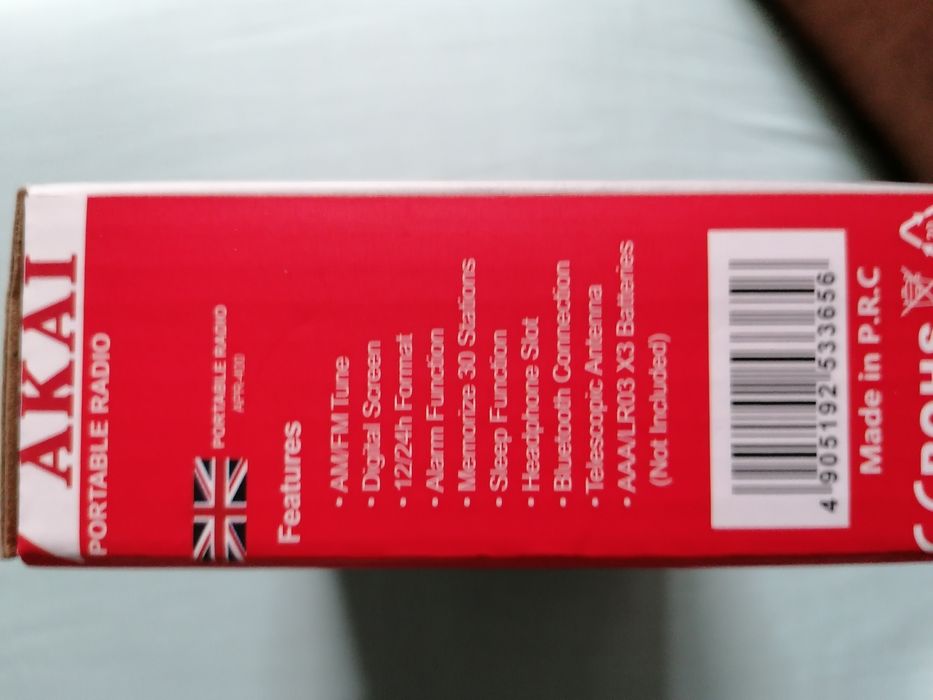 AKAI
PORTABLE RADIO
PORTABLE RADIO
Features
• AM/FM Tune
• Digital Screen
• 12/24h Format
• Alarm Function
• Memorize 30 Stations
• Sleep Function
• Headphone Slot
• Bluetooth Connection
• Telescopic Antenna
• AAA/LR03 X3 Batteries
(Not Included)
4 905192 533656
Made in P.R.C